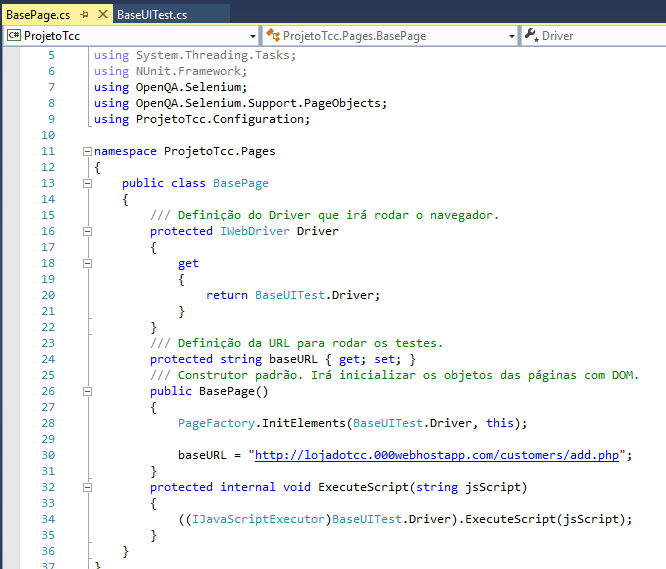 BasePage.cs BaseUITest.cs
C# ProjetoTcc ProjetoTcc.Pages.BasePage Driver
5 using System.Threading.Tasks;
6 using NUnit.Framework;
7 using OpenQA.Selenium;
8 using OpenQA.Selenium.Support.PageObjects;
9 using ProjetoTcc.Configuration;
10
11 namespace ProjetoTcc.Pages
12 {
13 public class BasePage
14 {
15 /// Definição do Driver que irá rodar o navegador.
16 protected IWebDriver Driver
17 {
18 get
19 {
20 return BaseUITest.Driver;
21 }
22 }
23 /// Definição da URL para rodar os testes.
24 protected string baseURL { get; set; }
25 /// Construtor padrão. Irá inicializar os objetos das páginas com DOM.
26 public BasePage()
27 {
28 PageFactory.InitElements(BaseUITest.Driver, this);
29
30 baseURL = "http://lojadotcc.000webhostapp.com/customers/add.php";
31 }
32 protected internal void ExecuteScript(string jsScript)
33 {
34 ((IJavaScriptExecutor)BaseUITest.Driver).ExecuteScript(jsScript);
35 }
36 }
37 }